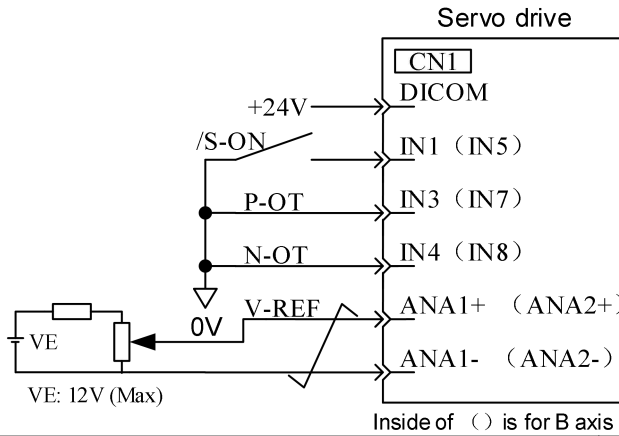 Servo drive
CN1
+24V DICOM
/S-ON IN1（IN5）
P-OT IN3（IN7）
N-OT IN4（IN8）
0V V-REF ANA1+ （ANA2+）
VE ANA1- （ANA2-）
VE: 12V (Max)
Inside of （）is for B axis